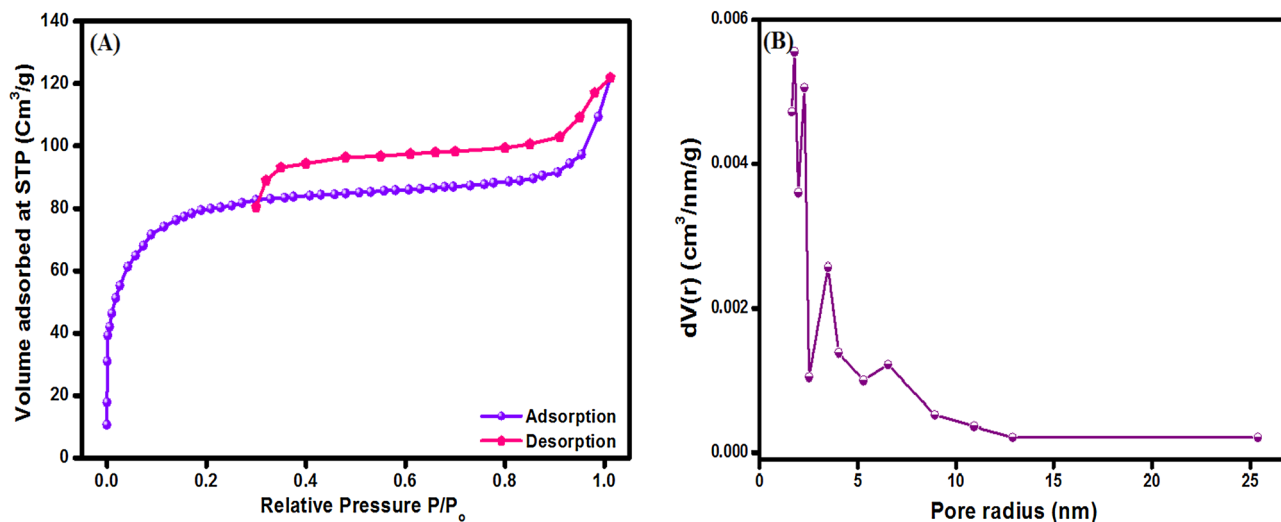 (A)
Volume adsorbed at STP (Cm³/g)
140
120
100
80
60
40
20
0
0.0 0.2 0.4 0.6 0.8 1.0
Relative Pressure P/Pₒ
Adsorption
Desorption
(B)
dV(r) (cm³/nm/g)
0.006
0.004
0.002
0.000
0 5 10 15 20 25
Pore radius (nm)